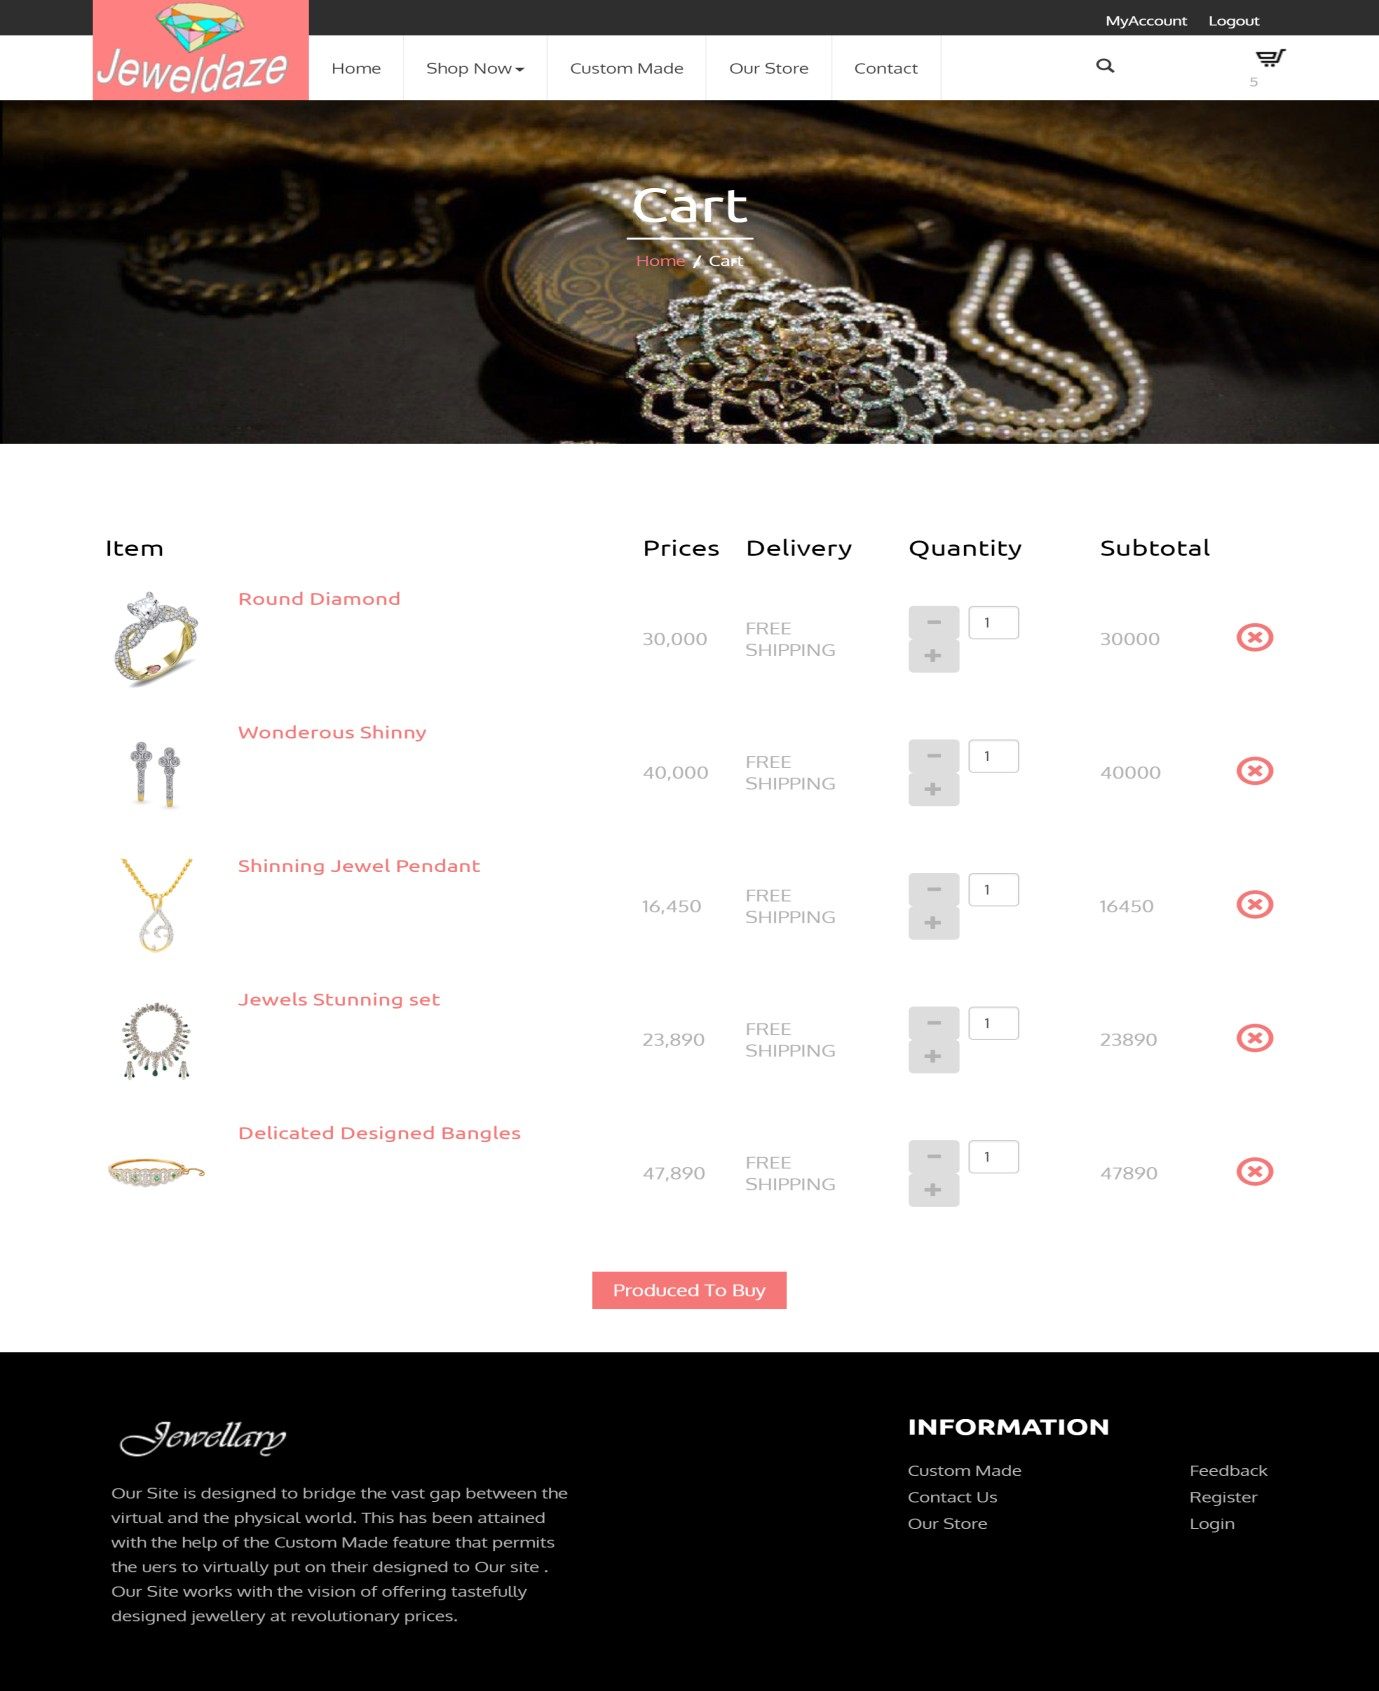 MyAccount Logout
Jeweldaze
Home Shop Now Custom Made Our Store Contact
5
Cart
Home / Cart
Item Prices Delivery Quantity Subtotal
Round Diamond
30,000 FREE SHIPPING 1 30000
Wonderous Shinny
40,000 FREE SHIPPING 1 40000
Shinning Jewel Pendant
16,450 FREE SHIPPING 1 16450
Jewels Stunning set
23,890 FREE SHIPPING 1 23890
Delicated Designed Bangles
47,890 FREE SHIPPING 1 47890
Produced To Buy
Jewellary
Our Site is designed to bridge the vast gap between the
virtual and the physical world. This has been attained
with the help of the Custom Made feature that permits
the uers to virtually put on their designed to Our site .
Our Site works with the vision of offering tastefully
designed jewellery at revolutionary prices.
INFORMATION
Custom Made Feedback
Contact Us Register
Our Store Login